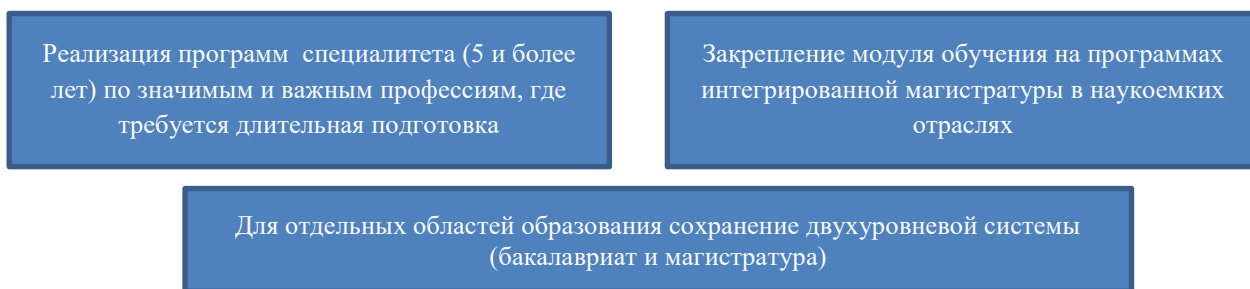 Реализация программ специалитета (5 и более
лет) по значимым и важным профессиям, где
требуется длительная подготовка
Закрепление модуля обучения на программах
интегрированной магистратуры в наукоемких
отраслях
Для отдельных областей образования сохранение двухуровневой системы
(бакалавриат и магистратура)